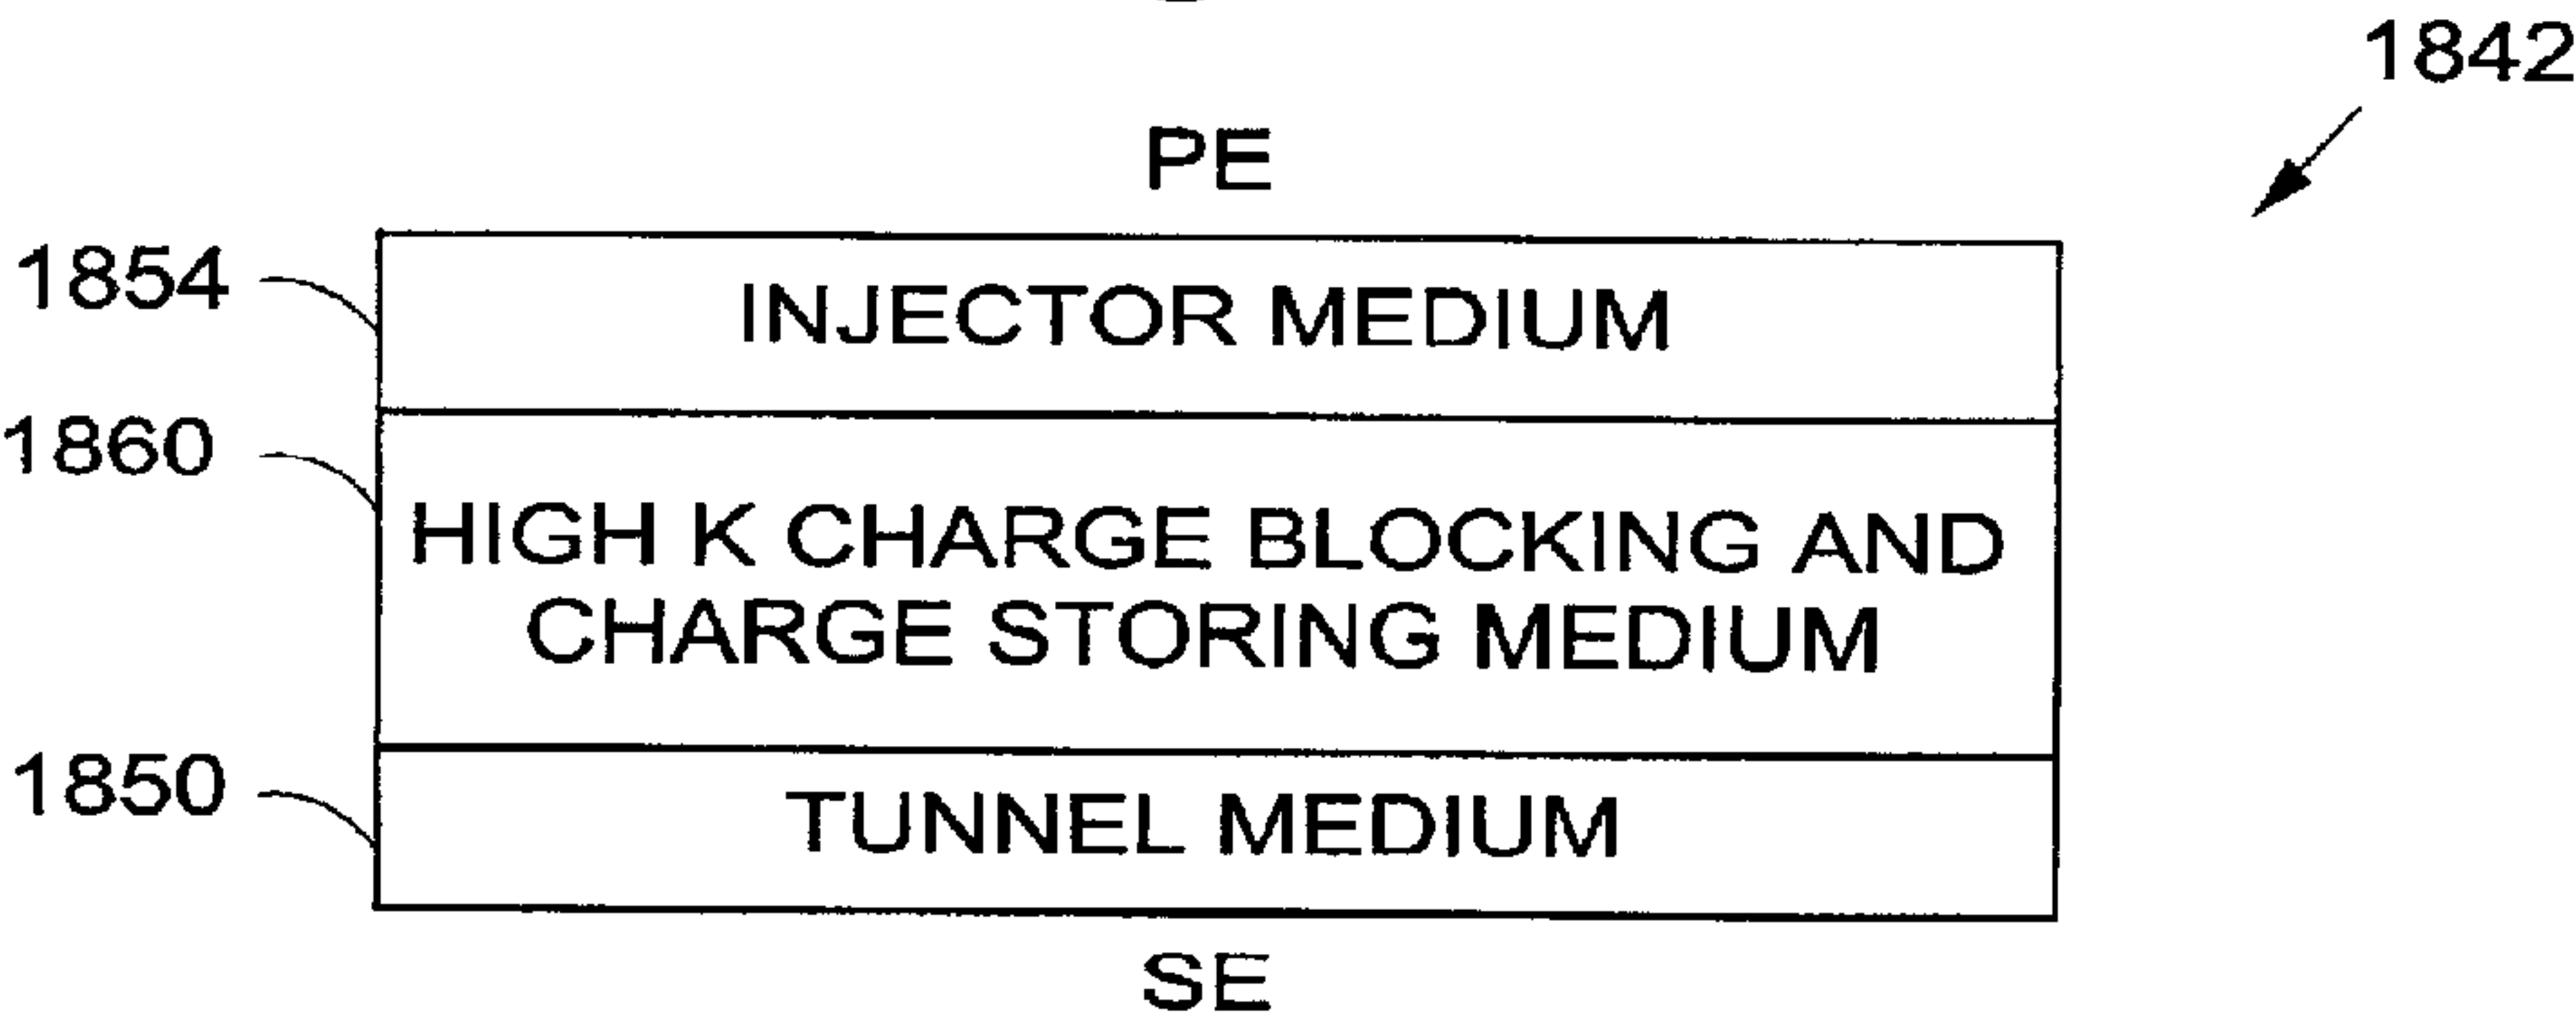 1842
PE
1854
INJECTOR MEDIUM
1860
HIGH K CHARGE BLOCKING AND
CHARGE STORING MEDIUM
1850
TUNNEL MEDIUM
SE